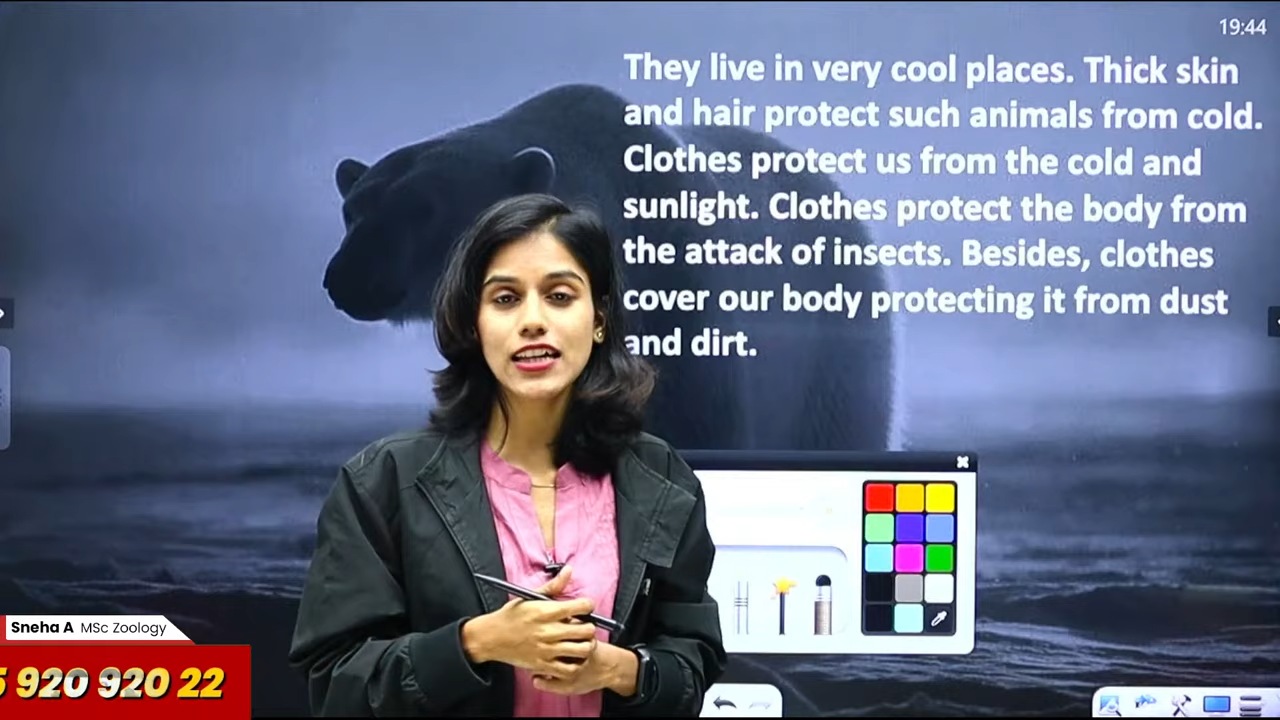 19:44
They live in very cool places. Thick skin
and hair protect such animals from cold.
Clothes protect us from the cold and
sunlight. Clothes protect the body from
the attack of insects. Besides, clothes
cover our body protecting it from dust
and dirt.
Sneha A MSc Zoology
920 920 22